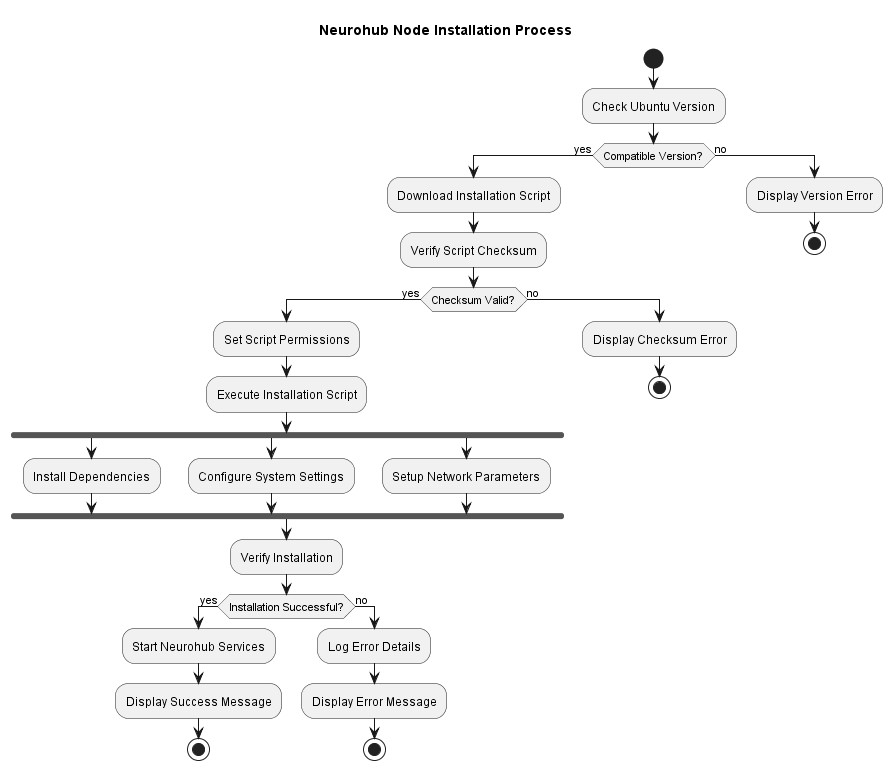 Neurohub Node Installation Process
Check Ubuntu Version
yes
Compatible Version?
no
Download Installation Script
Display Version Error
Verify Script Checksum
yes
Checksum Valid?
no
Set Script Permissions
Display Checksum Error
Execute Installation Script
Install Dependencies
Configure System Settings
Setup Network Parameters
Verify Installation
yes
Installation Successful?
no
Start Neurohub Services
Log Error Details
Display Success Message
Display Error Message